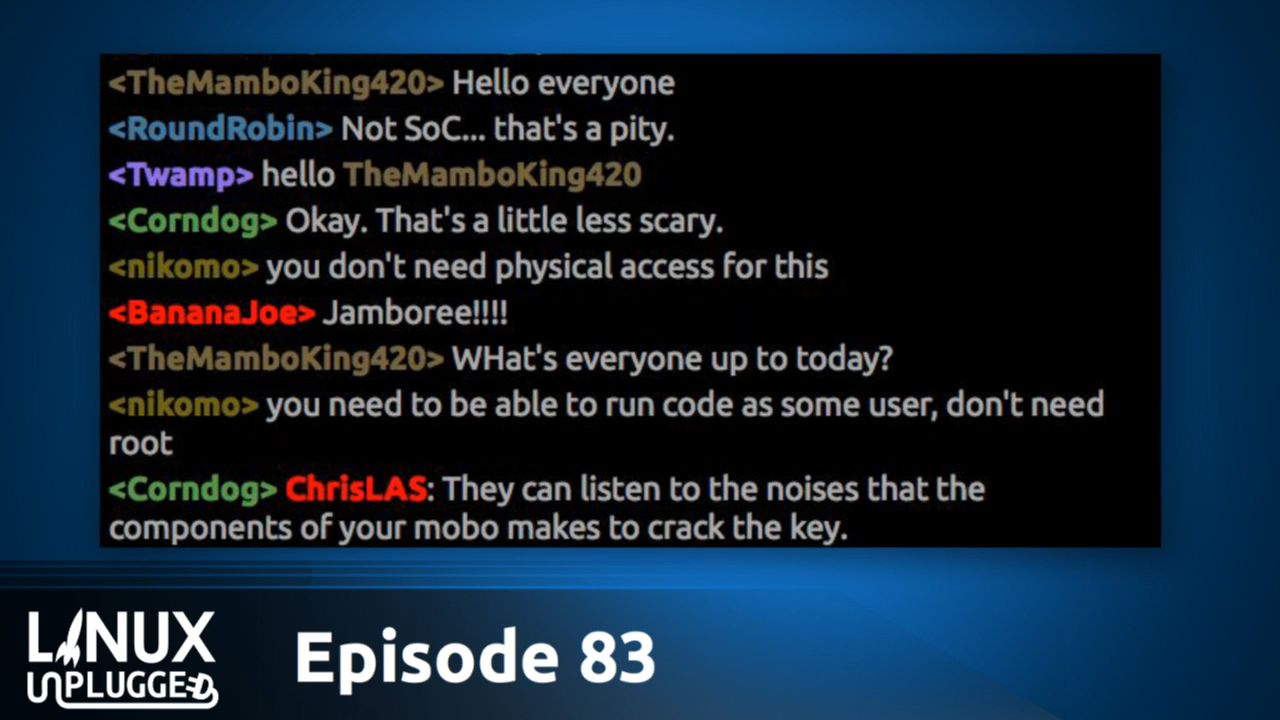 <TheMamboKing420> Hello everyone
<RoundRobin> Not SoC... that's a pity.
<Twamp> hello TheMamboKing420
<Corndog> Okay. That's a little less scary.
<nikomo> you don't need physical access for this
<BananaJoe> Jamboree!!!!
<TheMamboKing420> WHat's everyone up to today?
<nikomo> you need to be able to run code as some user, don't need
root
<Corndog> ChrisLAS: They can listen to the noises that the
components of your mobo makes to crack the key.
LINUX
UNPLUGGED
Episode 83